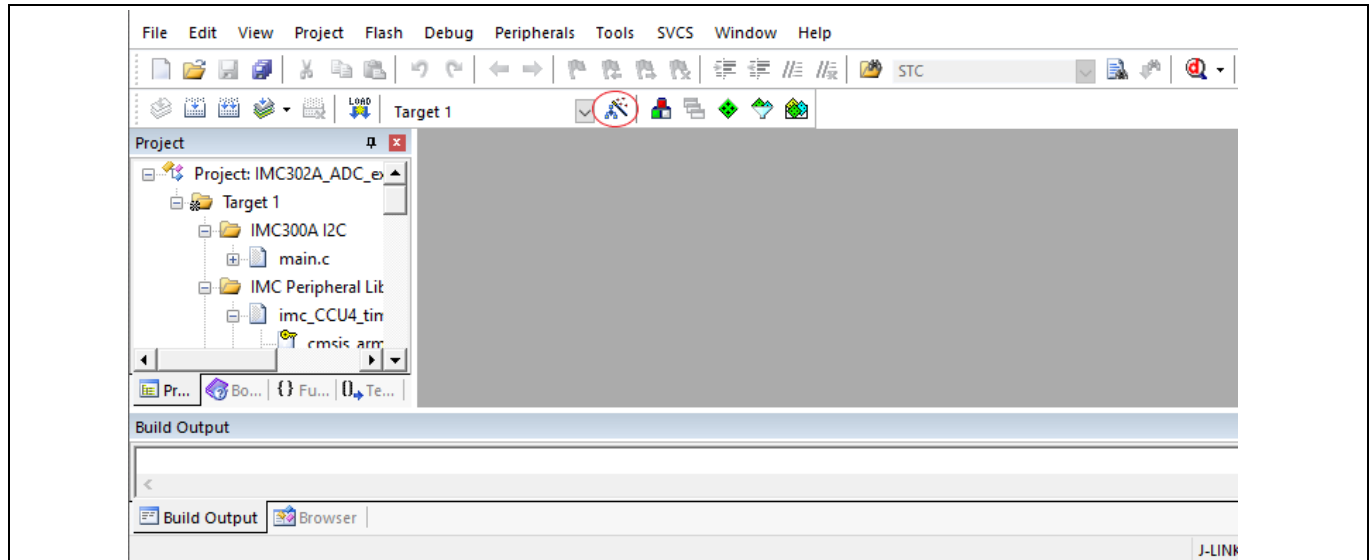 File Edit View Project Flash Debug Peripherals Tools SVCS Window Help
STC
LOAD Target 1
Project
Project: IMC302A_ADC_ex
Target 1
IMC300A I2C
main.c
IMC Peripheral Lib
imc_CCU4_tim
cmsis_arm
Pr... Bo... {} Fu... Te...
Build Output
Build Output Browser
J-LINK